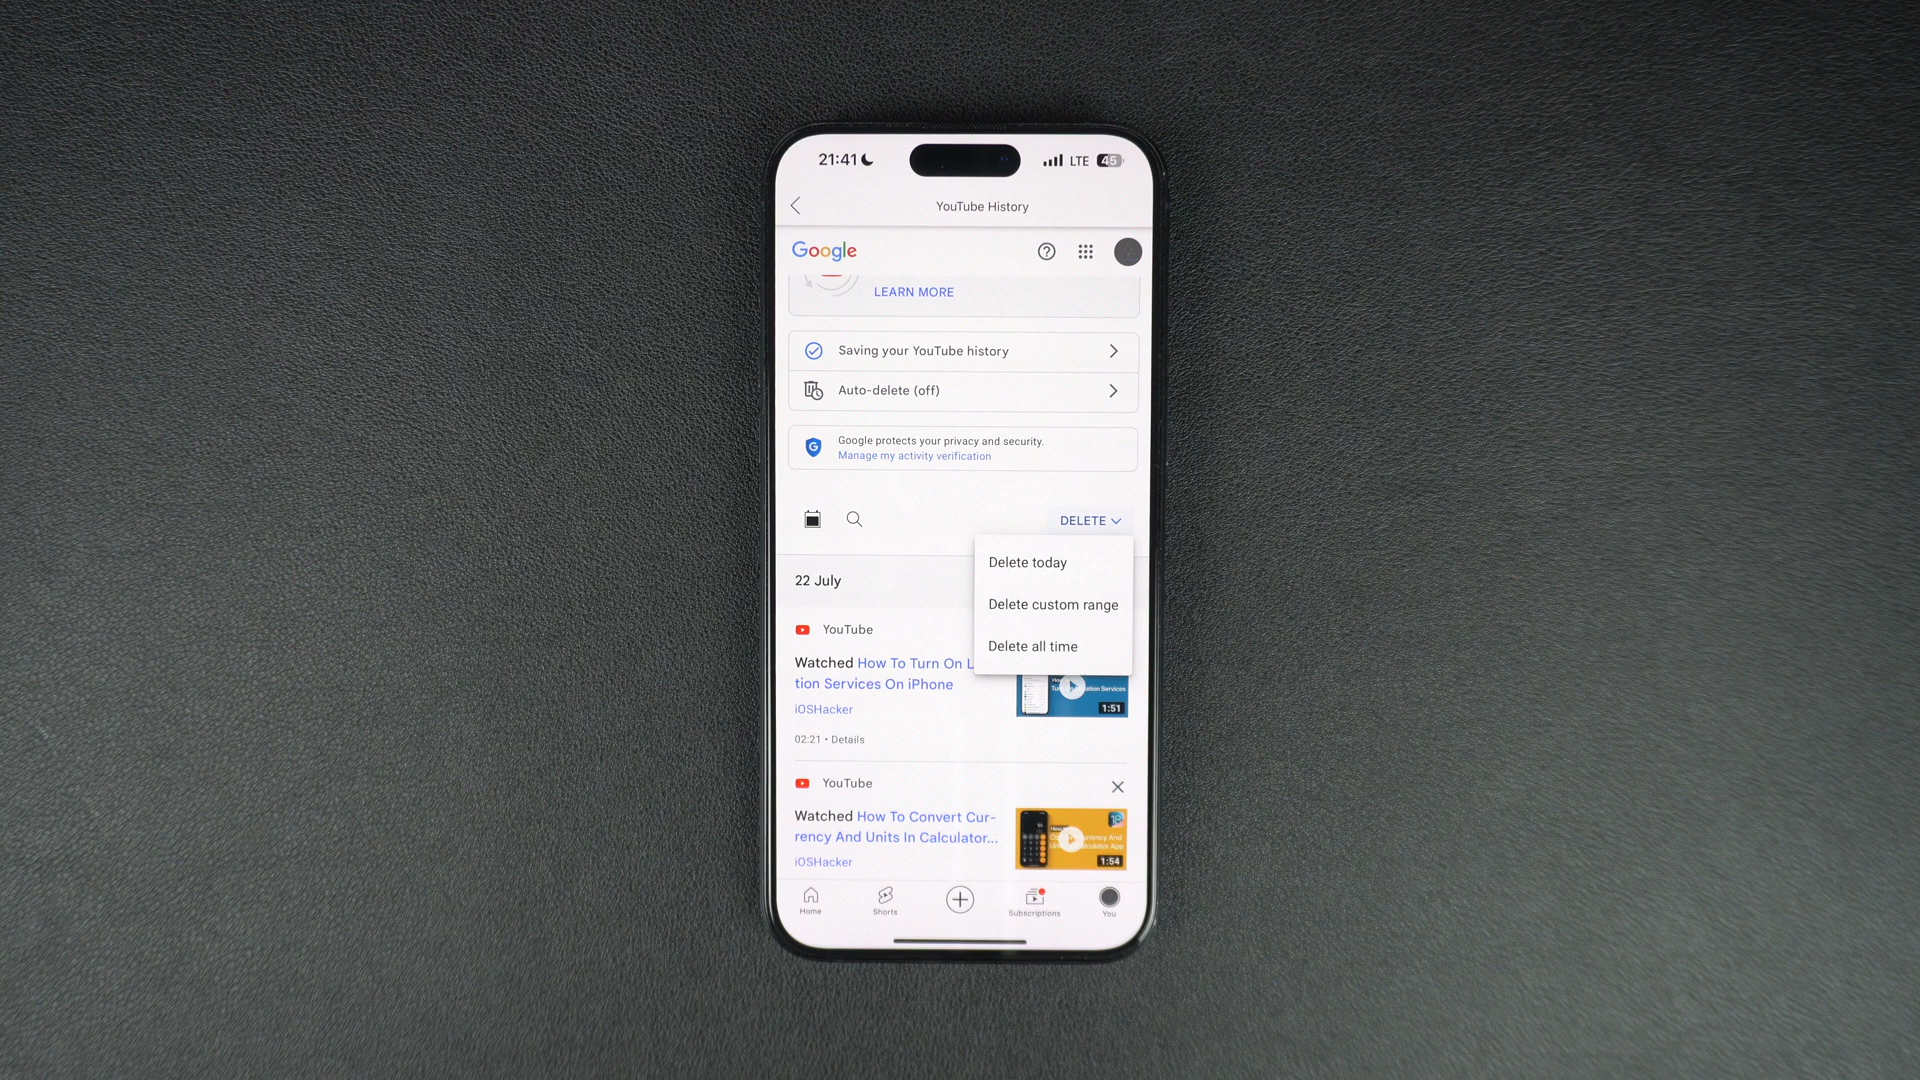 21:41
LTE 45
YouTube History
Google
LEARN MORE
Saving your YouTube history
Auto-delete (off)
Google protects your privacy and security.
Manage my activity verification
DELETE
Delete today
Delete custom range
Delete all time
22 July
YouTube
Watched How To Turn On L
tion Services On iPhone
iOSHacker
02:21 • Details
1:51
YouTube
Watched How To Convert Cur-
rency And Units In Calculator...
iOSHacker
1:54
Home
Shorts
Subscriptions
You